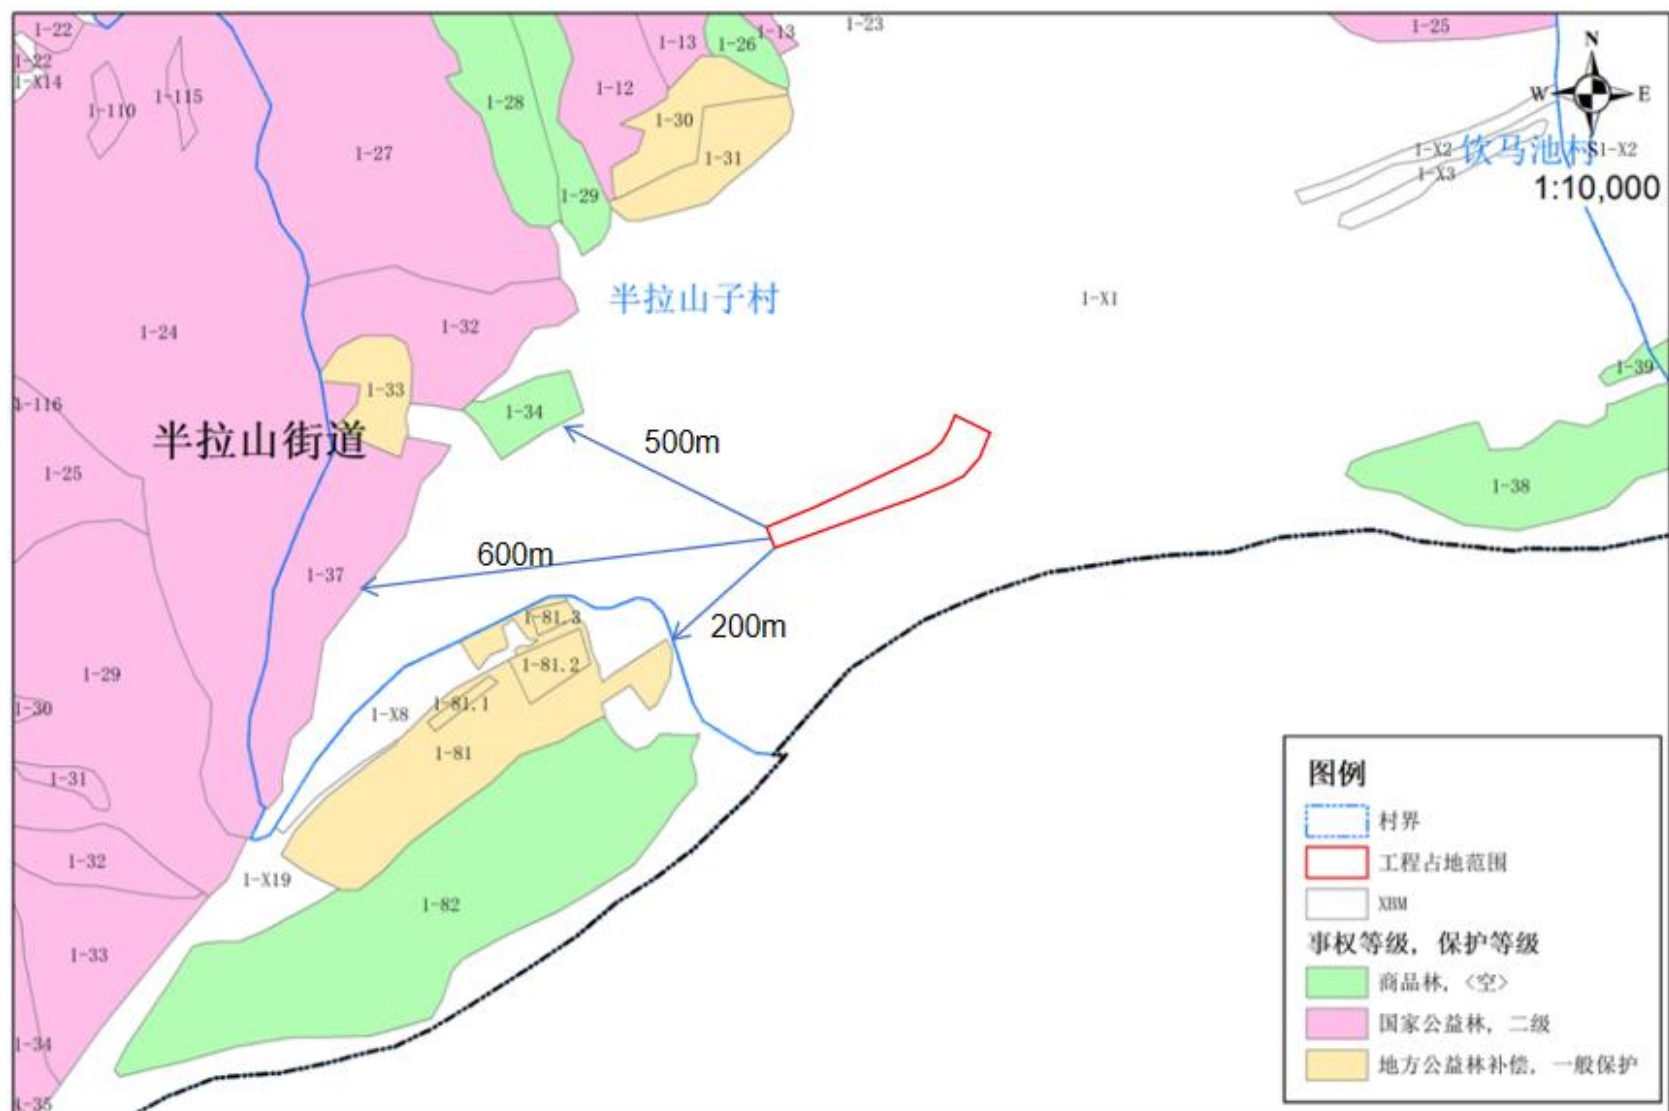 1-22
1-13
1-13
1-23
1-25
N
1-22
1-26
1-X14
1-12
W
E
1-115
1-28
1-110
1-30
S
1-27
1-31
1-X2
饮马池村
1-X2
1-X3
1:10,000
1-29
半拉山子村
1-X1
1-24
1-32
1-39
1-33
1-116
1-34
半拉山街道
500m
1-25
1-38
600m
1-37
1-81.3
200m
1-81.2
1-29
1-81.1
1-30
1-X8
1-81
1-31
图例
村界
1-32
工程占地范围
1-X19
1-82
XBM
事权等级，保护等级
1-33
商品林，<空>
国家公益林，二级
1-34
地方公益林补偿，一般保护
1-35